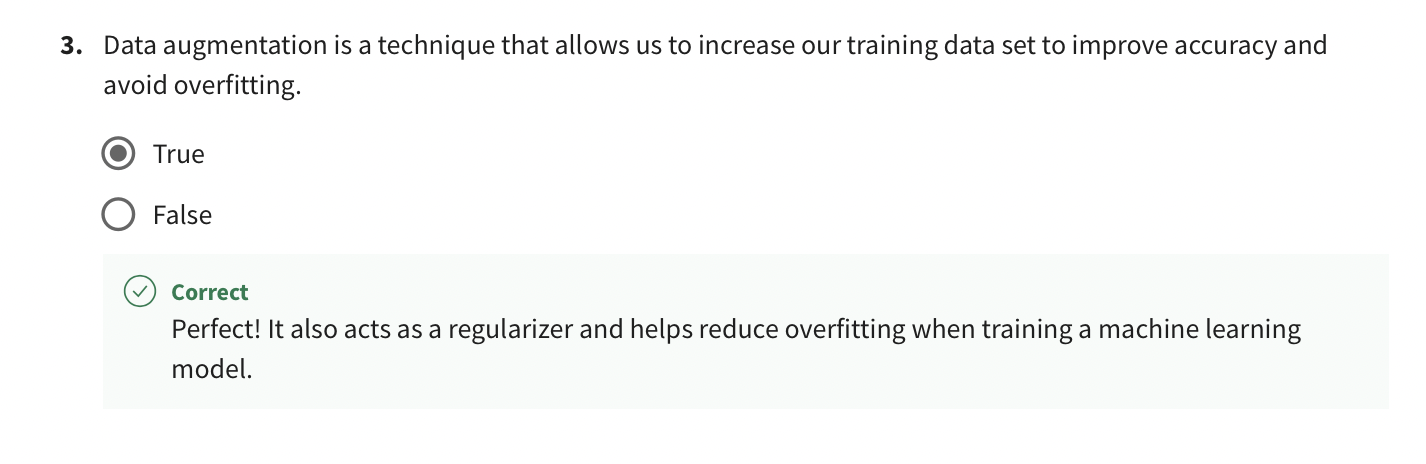 3. Data augmentation is a technique that allows us to increase our training data set to improve accuracy and
avoid overfitting.
True
False
Correct
Perfect! It also acts as a regularizer and helps reduce overfitting when training a machine learning
model.